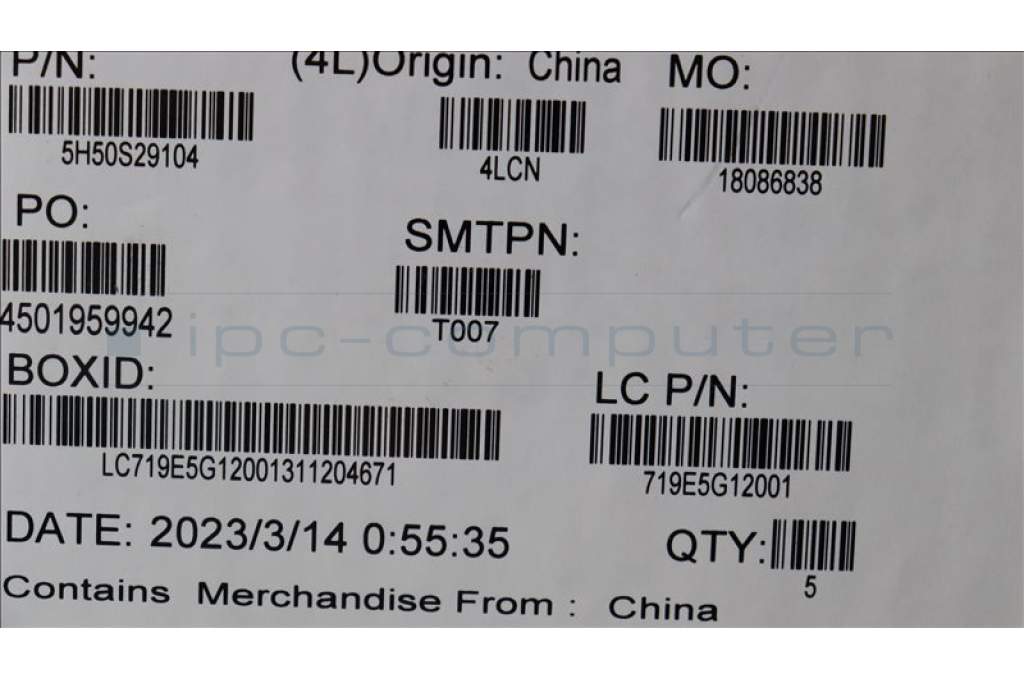 P/N: (4L)Origin: China MO:
5H50S29104 4LCN 18086838
PO: SMTPN:
4501959942 T007
ipc-computer
BOXID: LC P/N:
LC719E5G12001311204671 719E5G12001
DATE: 2023/3/14 0:55:35 QTY:
5
Contains Merchandise From : China